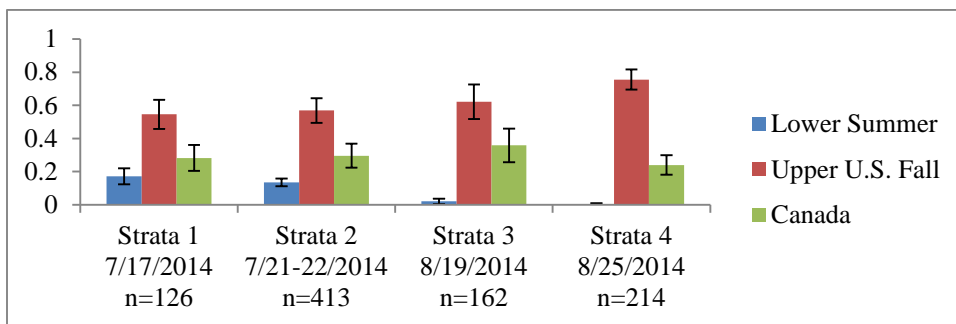 1
0.8
0.6
0.4
0.2
0
Strata 1
7/17/2014
n=126
Strata 2
7/21-22/2014
n=413
Strata 3
8/19/2014
n=162
Strata 4
8/25/2014
n=214
Lower Summer
Upper U.S. Fall
Canada